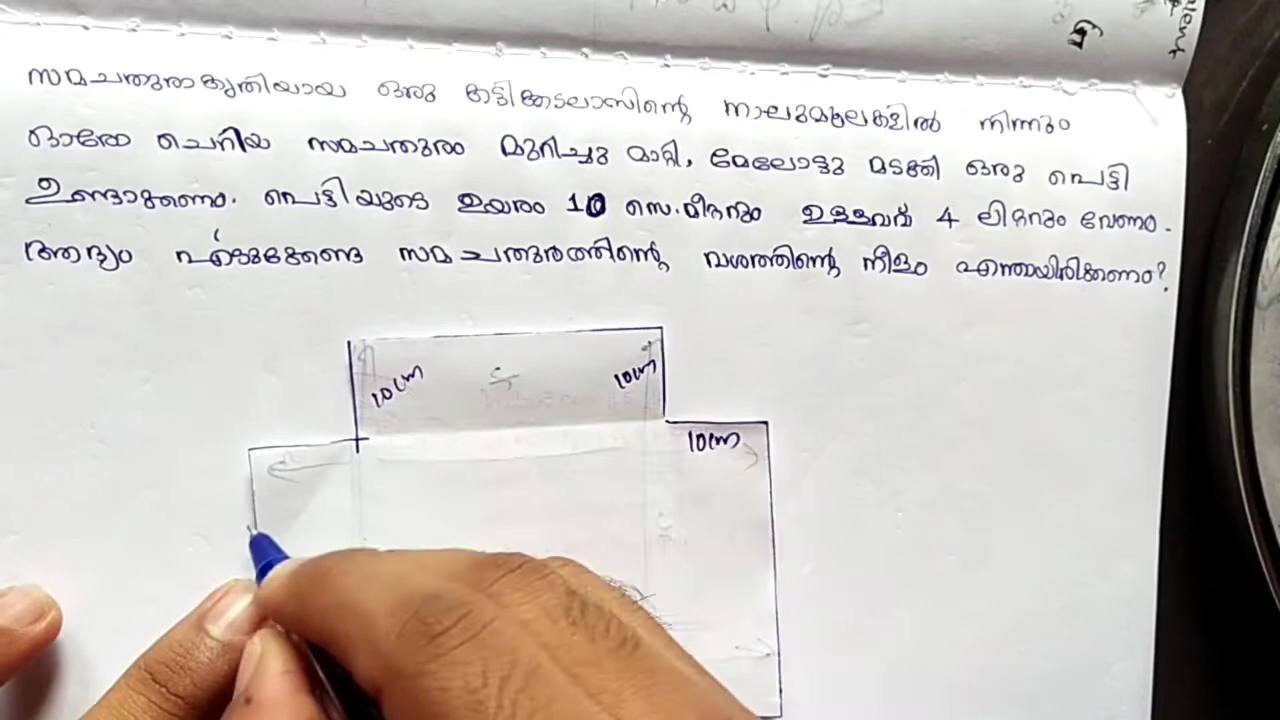 സമചതുരാകൃതിയായ ഒരു കട്ടിക്കടലാസിന്റെ നാലുമൂലകളിൽ നിന്നും
ഓരോ ചെറിയ സമചതുരം മുറിച്ചു മാറ്റി, മേലോട്ടു മടക്കി ഒരു പെട്ടി
ഉണ്ടാക്കണം. പെട്ടിയുടെ ഉയരം 10 സെ.മീറ്ററും ഉള്ളളവ് 4 ലിറ്ററും വേണം.
ആദ്യം എടുക്കേണ്ട സമചതുരത്തിന്റെ വശത്തിന്റെ നീളം എന്തായിരിക്കണം?
10cm 10cm
10cm